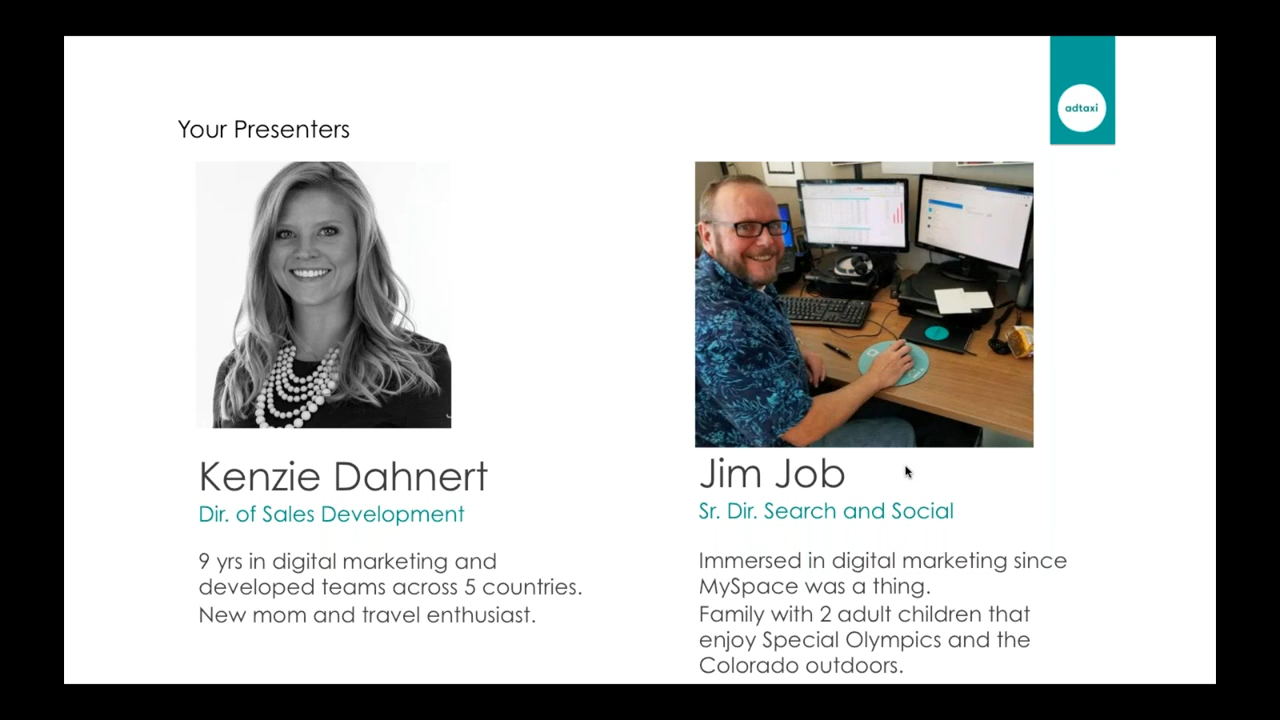 adtaxi
Your Presenters
Kenzie Dahnert
Dir. of Sales Development
9 yrs in digital marketing and
developed teams across 5 countries.
New mom and travel enthusiast.
Jim Job
Sr. Dir. Search and Social
Immersed in digital marketing since
MySpace was a thing.
Family with 2 adult children that
enjoy Special Olympics and the
Colorado outdoors.